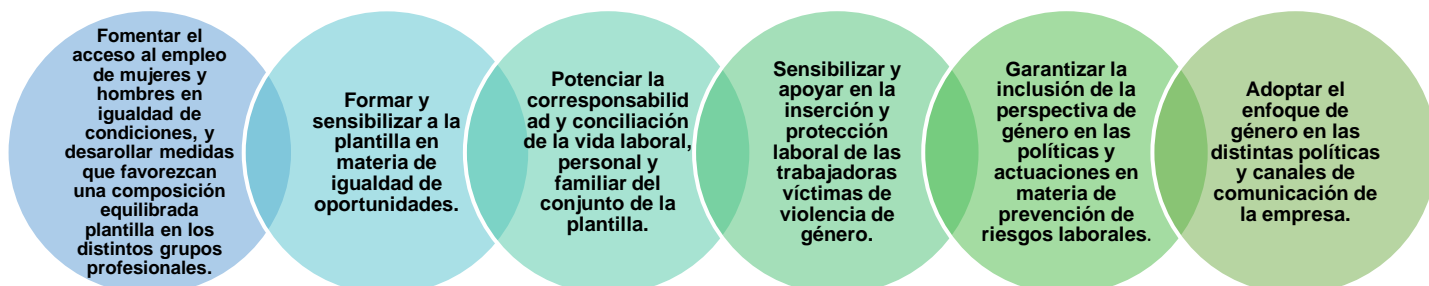 Fomentar el
acceso al empleo
de mujeres y
hombres en
igualdad de
condiciones, y
desarollar medidas
que favorezcan
una composición
equilibrada
plantilla en los
distintos grupos
profesionales.
Formar y
sensibilizar a la
plantilla en
materia de
igualdad de
oportunidades.
Potenciar la
corresponsabilid
ad y conciliación
de la vida laboral,
personal y
familiar del
conjunto de la
plantilla.
Sensibilizar y
apoyar en la
inserción y
protección
laboral de las
trabajadoras
víctimas de
violencia de
género.
Garantizar la
inclusión de la
perspectiva de
género en las
políticas y
actuaciones en
materia de
prevención de
riesgos laborales.
Adoptar el
enfoque de
género en las
distintas políticas
y canales de
comunicación de
la empresa.